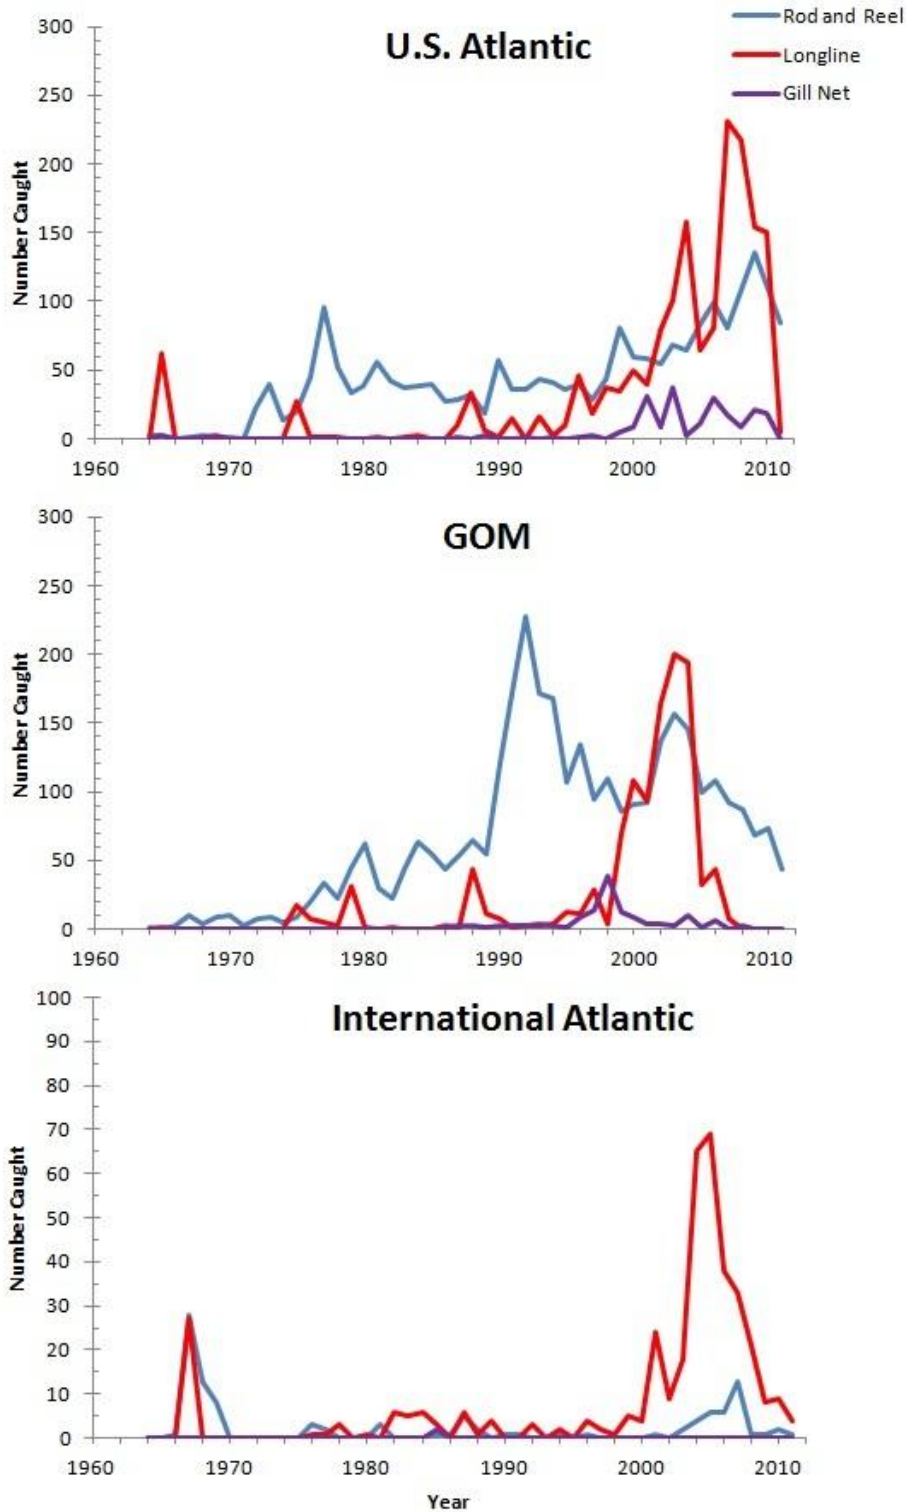 Rod and Reel
Longline
Gill Net
U.S. Atlantic
Number Caught
300
250
200
150
100
50
0
1960 1970 1980 1990 2000 2010
GOM
Number Caught
300
250
200
150
100
50
0
1960 1970 1980 1990 2000 2010
International Atlantic
Number Caught
100
90
80
70
60
50
40
30
20
10
0
1960 1970 1980 1990 2000 2010
Year